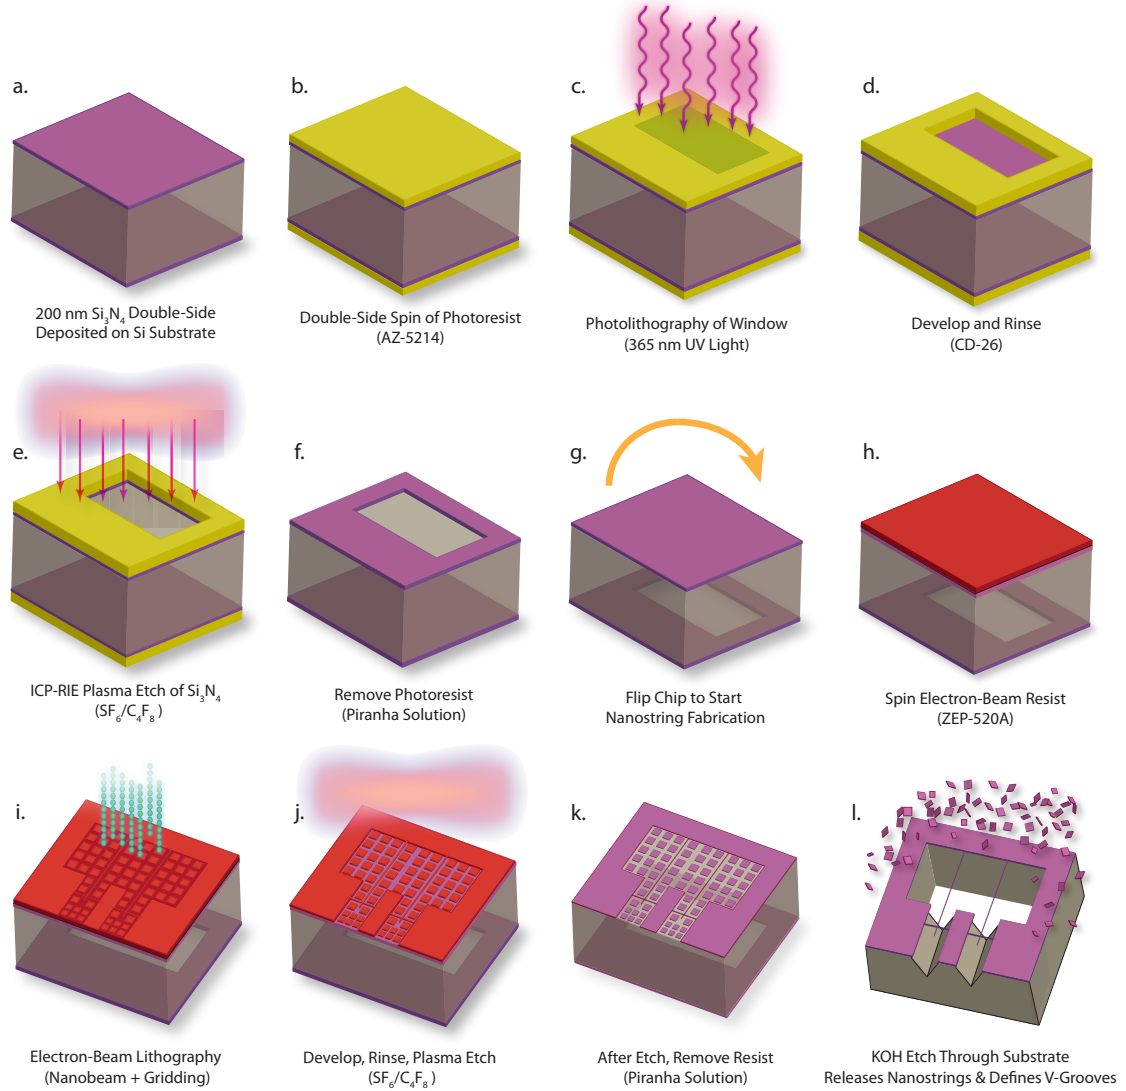 a.
200 nm Si₃N₄ Double-Side
Deposited on Si Substrate
b.
Double-Side Spin of Photoresist
(AZ-5214)
c.
Photolithography of Window
(365 nm UV Light)
d.
Develop and Rinse
(CD-26)
e.
ICP-RIE Plasma Etch of Si₃N₄
(SF₆/C₄F₈ )
f.
Remove Photoresist
(Piranha Solution)
g.
Flip Chip to Start
Nanostring Fabrication
h.
Spin Electron-Beam Resist
(ZEP-520A)
i.
Electron-Beam Lithography
(Nanobeam + Gridding)
j.
Develop, Rinse, Plasma Etch
(SF₆/C₄F₈)
k.
After Etch, Remove Resist
(Piranha Solution)
l.
KOH Etch Through Substrate
Releases Nanostrings & Defines V-Grooves